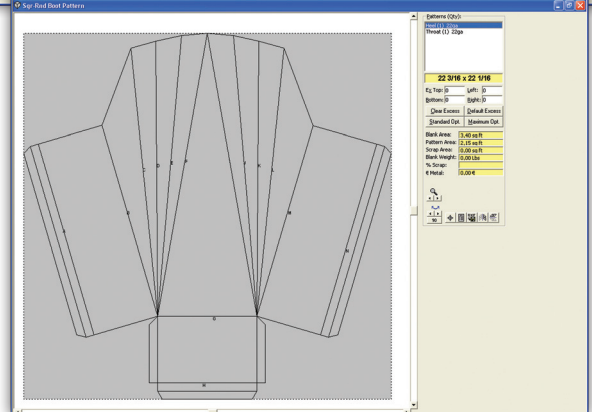 Sqr-Rnd Boot Pattern
Patterns (Qty):
Heel (1) 22ga
Throat (1) 22ga
22 3/16 x 22 1/16
Ex Top: 0 Left: 0
Bottom: 0 Right: 0
Clear Excess Default Excess
Standard Opt. Maximum Opt.
Blank Area: 3,40 sq ft
Pattern Area: 2,15 sq ft
Scrap Area: 0,00 sq ft
Blank Weight: 0,00 Lbs
% Scrap:
€ Metal: 0,00 €
90
C D E F
K L
M
G
H